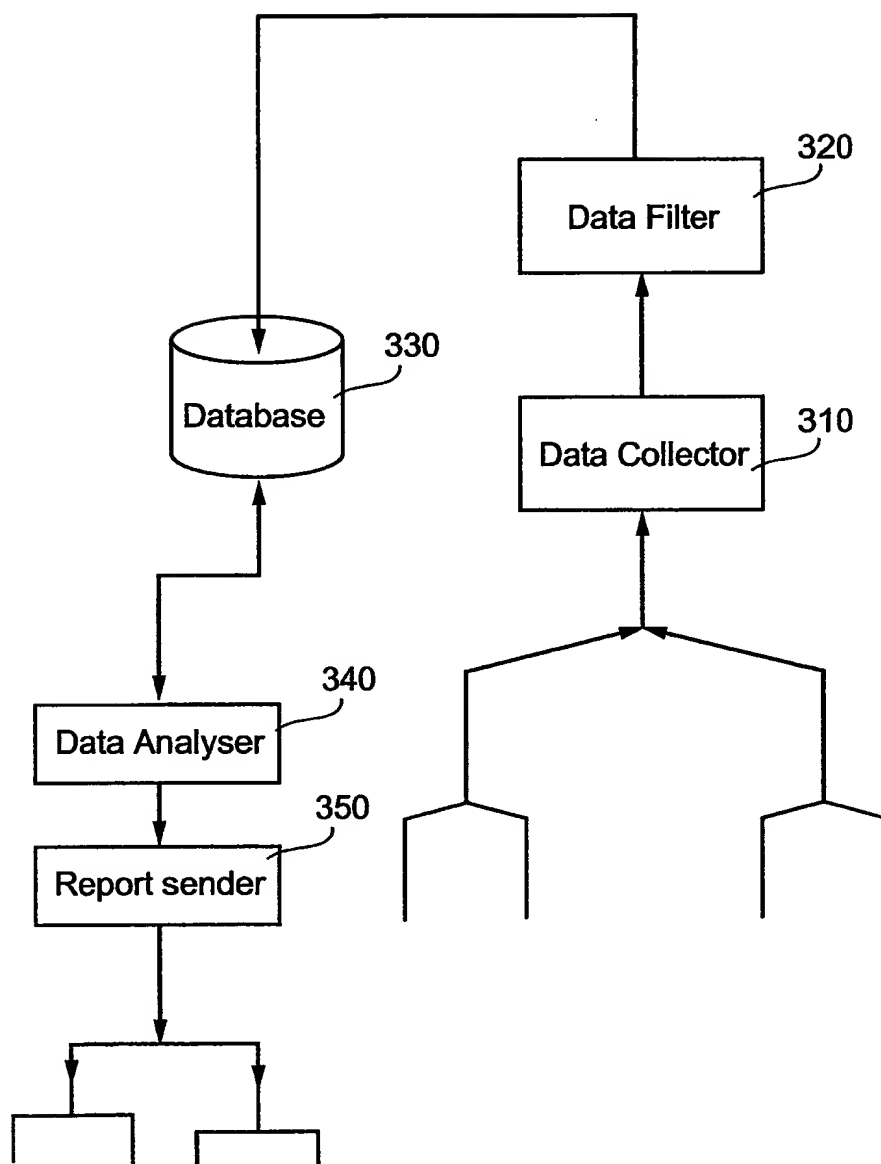 320
Data Filter
330
Database
310
Data Collector
340
Data Analyser
350
Report sender